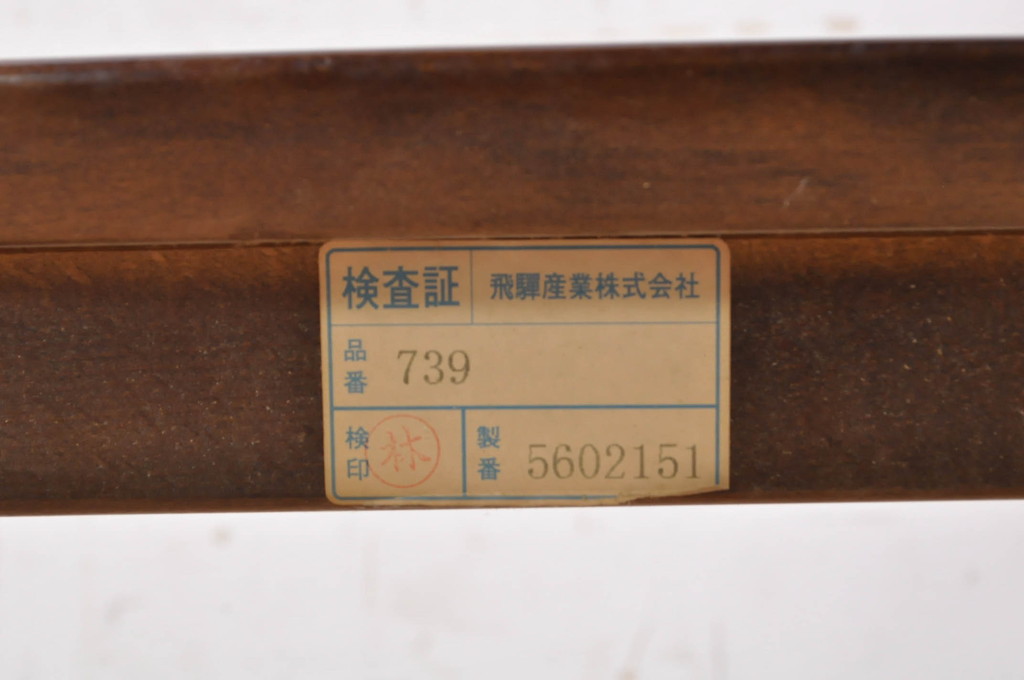 検査証 飛驒産業株式会社
品番 739
検印 林 製番 5602151